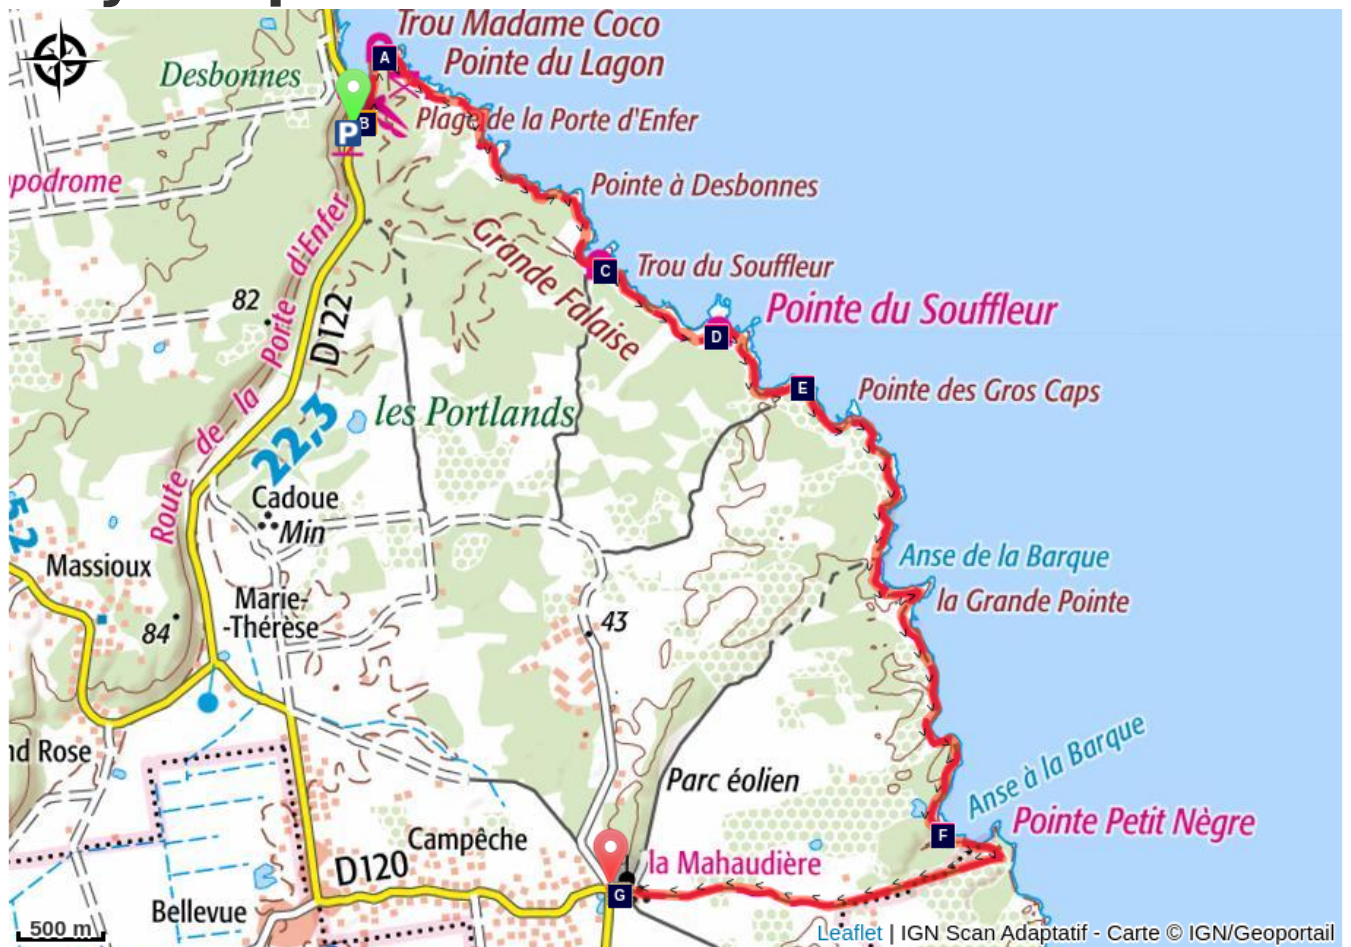 Trou Madame Coco
A
Pointe du Lagon
Desbonnes
B
P
Plage de la Porte d'Enfer
podrome
Pointe à Desbonnes
Grande Falaise
C
Trou du Souffleur
82
D122
Route de la Porte d'Enfer
D
Pointe du Souffleur
E
Pointe des Gros Caps
les Portlands
22,3
Cadoue
Min
5,2
Massioux
Anse de la Barque
la Grande Pointe
Marie-
-Thérèse
84
43
nd Rose
Parc éolien
Anse à la Barque
F
Pointe Petit Nègre
Campêche
la Mahaudière
D120
G
Bellevue
500 m
Leaflet | IGN Scan Adaptatif - Carte © IGN/Geoportail